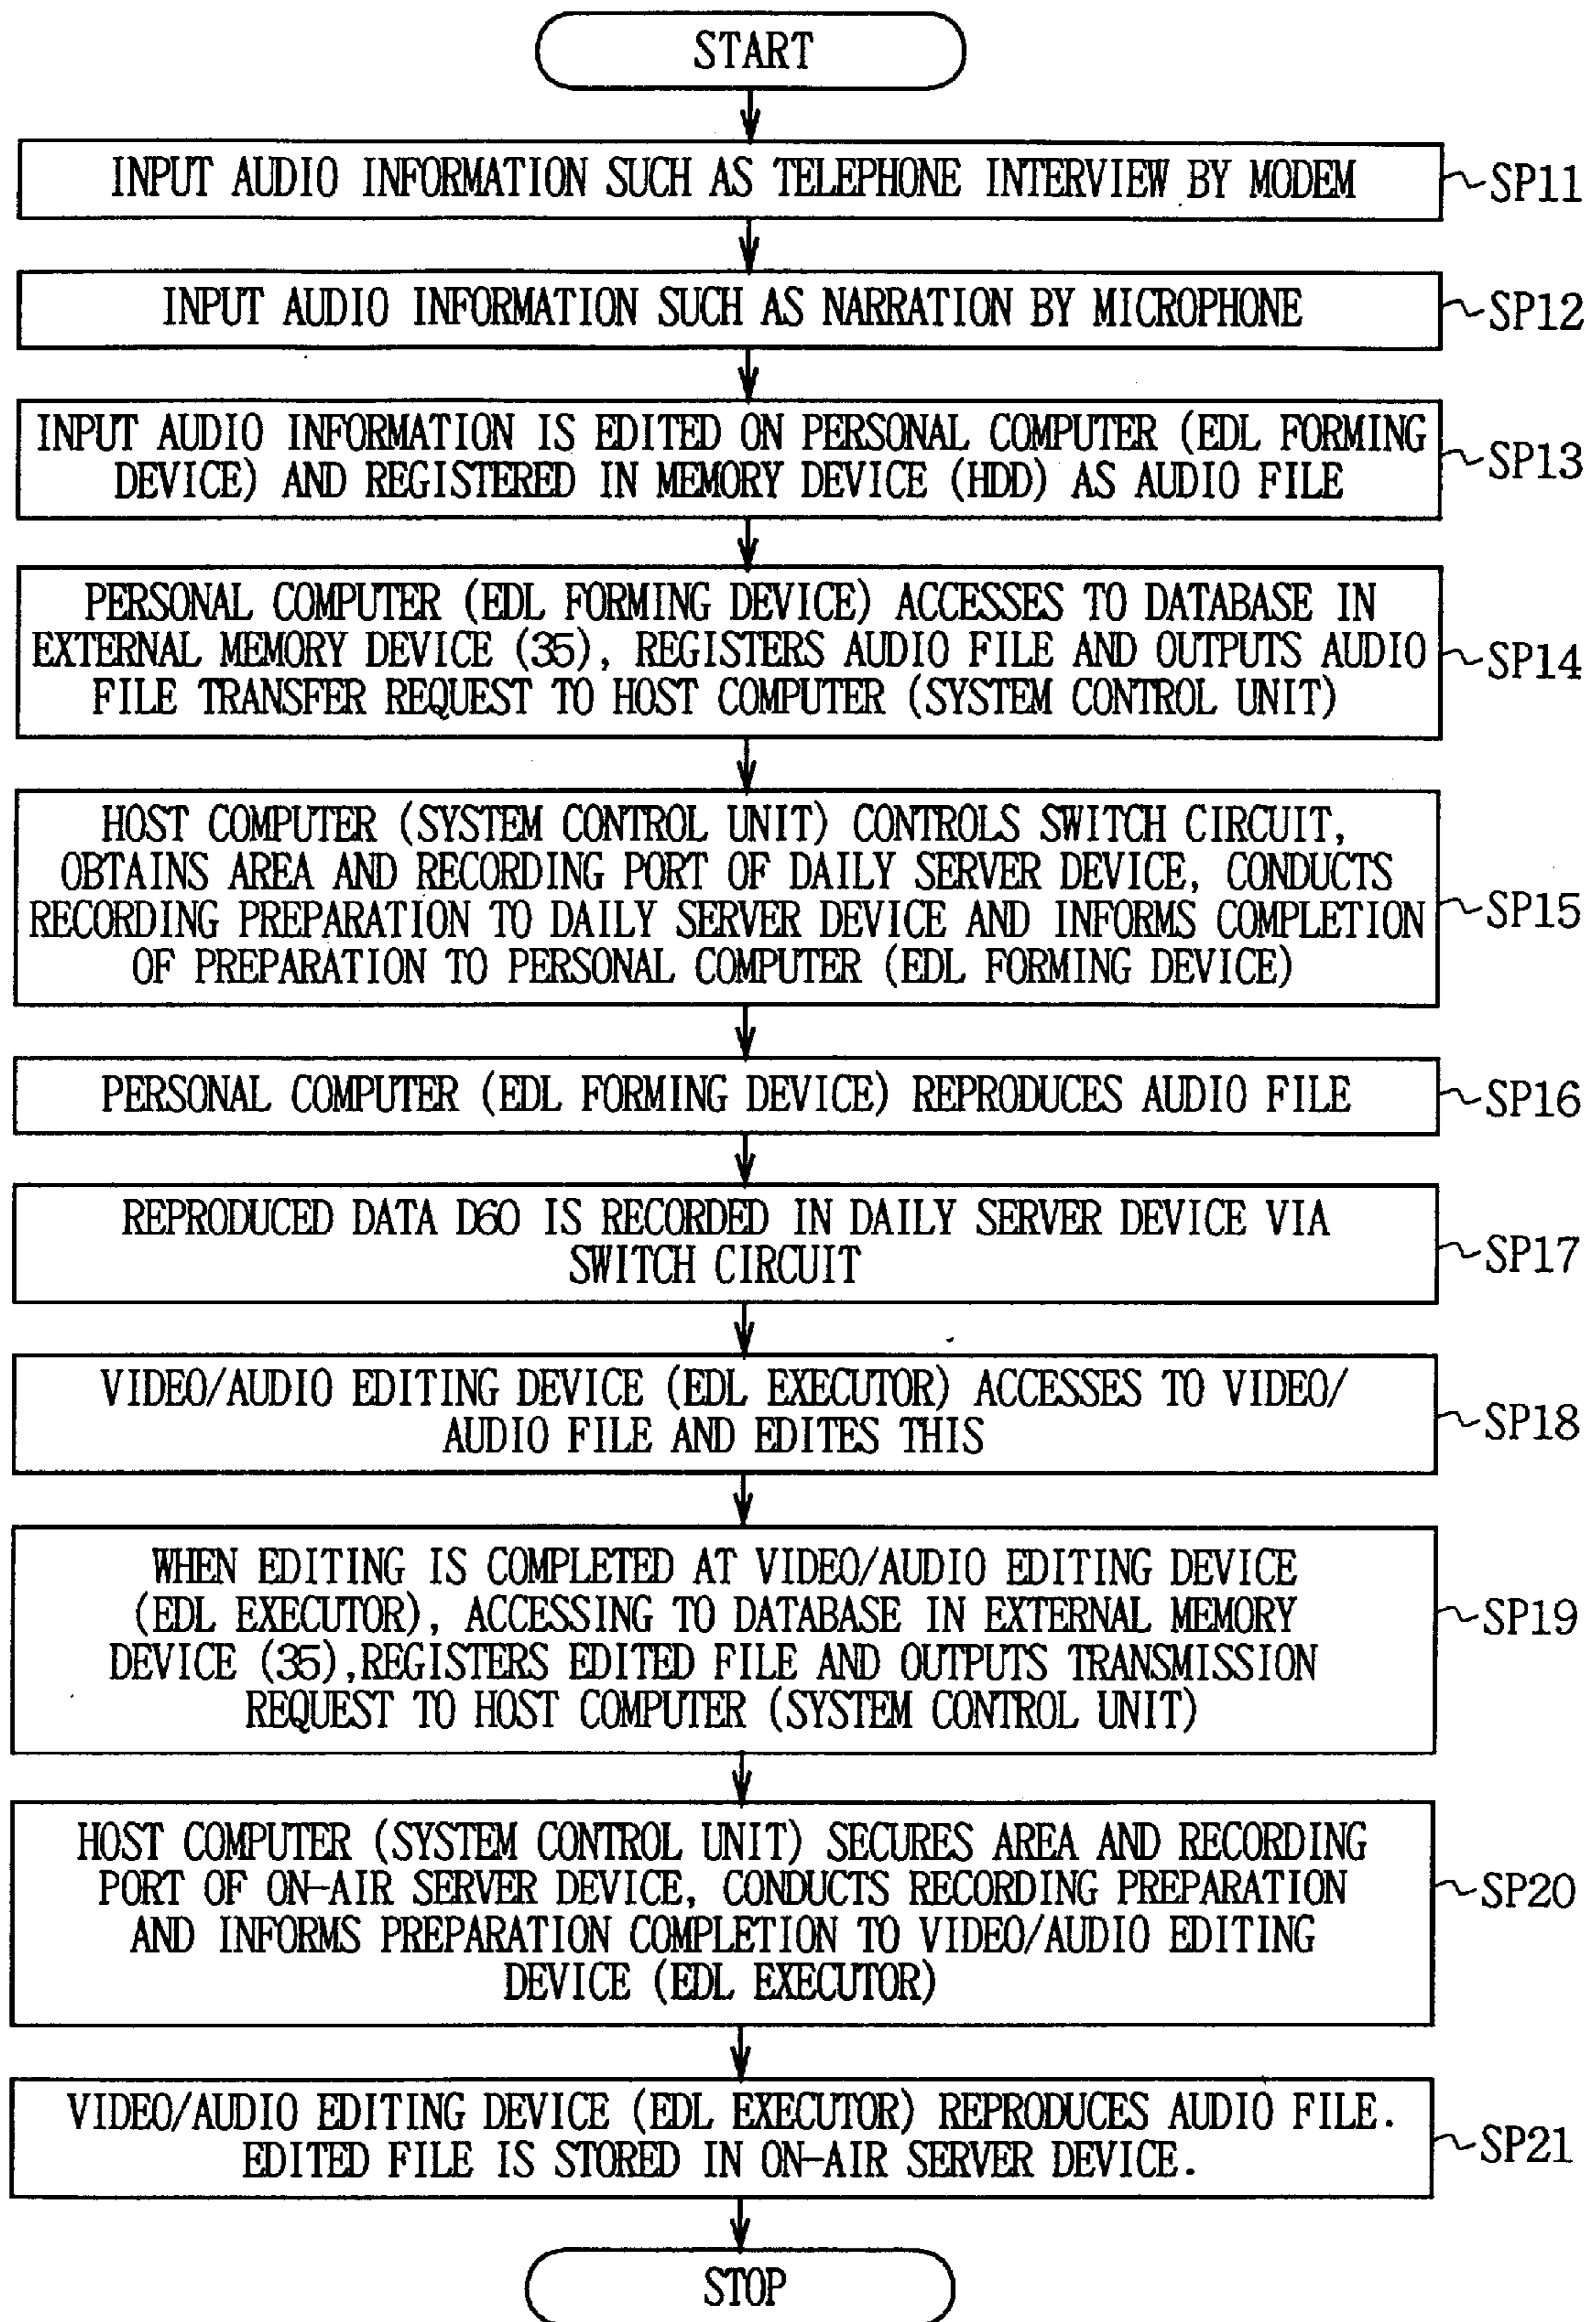 START
INPUT AUDIO INFORMATION SUCH AS TELEPHONE INTERVIEW BY MODEM
SP11
INPUT AUDIO INFORMATION SUCH AS NARRATION BY MICROPHONE
SP12
INPUT AUDIO INFORMATION IS EDITED ON PERSONAL COMPUTER (EDL FORMING
DEVICE) AND REGISTERED IN MEMORY DEVICE (HDD) AS AUDIO FILE
SP13
PERSONAL COMPUTER (EDL FORMING DEVICE) ACCESSES TO DATABASE IN
EXTERNAL MEMORY DEVICE (35), REGISTERS AUDIO FILE AND OUTPUTS AUDIO
FILE TRANSFER REQUEST TO HOST COMPUTER (SYSTEM CONTROL UNIT)
SP14
HOST COMPUTER (SYSTEM CONTROL UNIT) CONTROLS SWITCH CIRCUIT,
OBTAINS AREA AND RECORDING PORT OF DAILY SERVER DEVICE, CONDUCTS
RECORDING PREPARATION TO DAILY SERVER DEVICE AND INFORMS COMPLETION
OF PREPARATION TO PERSONAL COMPUTER (EDL FORMING DEVICE)
SP15
PERSONAL COMPUTER (EDL FORMING DEVICE) REPRODUCES AUDIO FILE
SP16
REPRODUCED DATA D60 IS RECORDED IN DAILY SERVER DEVICE VIA
SWITCH CIRCUIT
SP17
VIDEO/AUDIO EDITING DEVICE (EDL EXECUTOR) ACCESSES TO VIDEO/
AUDIO FILE AND EDITES THIS
SP18
WHEN EDITING IS COMPLETED AT VIDEO/AUDIO EDITING DEVICE
(EDL EXECUTOR), ACCESSING TO DATABASE IN EXTERNAL MEMORY
DEVICE (35),REGISTERS EDITED FILE AND OUTPUTS TRANSMISSION
REQUEST TO HOST COMPUTER (SYSTEM CONTROL UNIT)
SP19
HOST COMPUTER (SYSTEM CONTROL UNIT) SECURES AREA AND RECORDING
PORT OF ON-AIR SERVER DEVICE, CONDUCTS RECORDING PREPARATION
AND INFORMS PREPARATION COMPLETION TO VIDEO/AUDIO EDITING
DEVICE (EDL EXECUTOR)
SP20
VIDEO/AUDIO EDITING DEVICE (EDL EXECUTOR) REPRODUCES AUDIO FILE.
EDITED FILE IS STORED IN ON-AIR SERVER DEVICE.
SP21
STOP